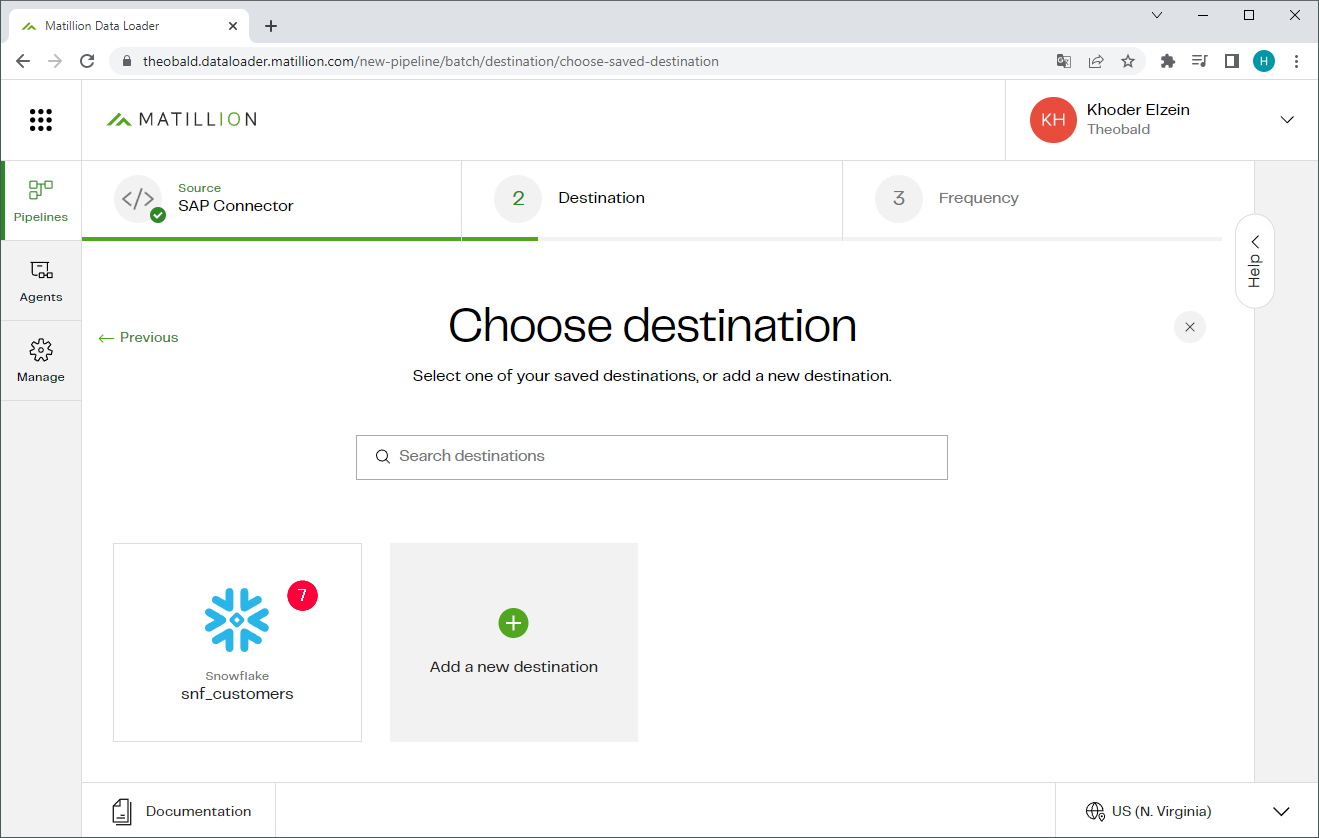 Matillion Data Loader
theobald.dataloader.matillion.com/new-pipeline/batch/destination/choose-saved-destination
H
MATILLION
KH
Khoder Elzein
Theobald
Pipelines
Agents
Manage
Source
SAP Connector
2
Destination
3
Frequency
Help
Previous
Choose destination
Select one of your saved destinations, or add a new destination.
Search destinations
7
Snowflake
snf_customers
Add a new destination
Documentation
US (N. Virginia)